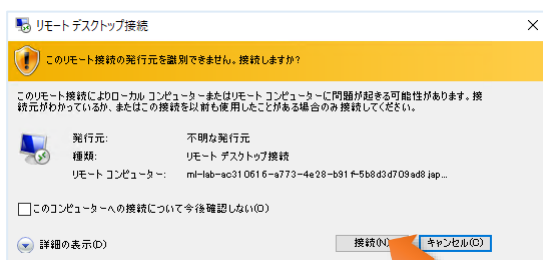 リモート デスクトップ接続
このリモート接続の発行元を識別できません。接続しますか?
このリモート接続によりローカル コンピューターまたはリモート コンピューターに問題が起きる可能性があります。接
続元がわかっているか、またはこの接続を以前も使用したことがある場合のみ接続してください。
発行元: 不明な発行元
種類: リモート デスクトップ接続
リモート コンピューター: ml-lab-ac310616-a773-4e28-b91f-5b8d3d709ad8.jap...
このコンピューターへの接続について今後確認しない(O)
詳細の表示(D) 接続(N) キャンセル(C)